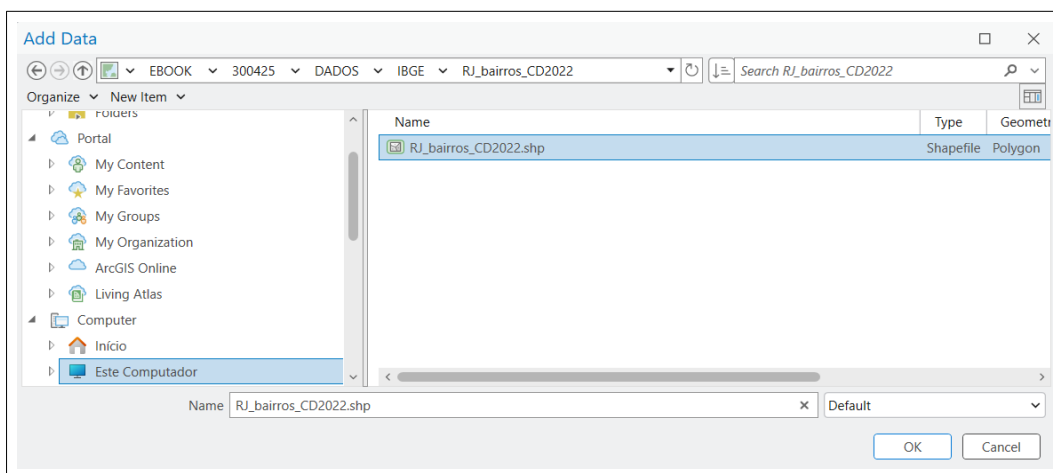 Add Data
EBOOK 300425 DADOS IBGE RJ_bairros_CD2022 Search RJ_bairros_CD2022
Organize New Item
Folders
Portal
My Content
My Favorites
My Groups
My Organization
ArcGIS Online
Living Atlas
Computer
Início
Este Computador
Name Type Geometr
RJ_bairros_CD2022.shp Shapefile Polygon
Name RJ_bairros_CD2022.shp Default
OK Cancel